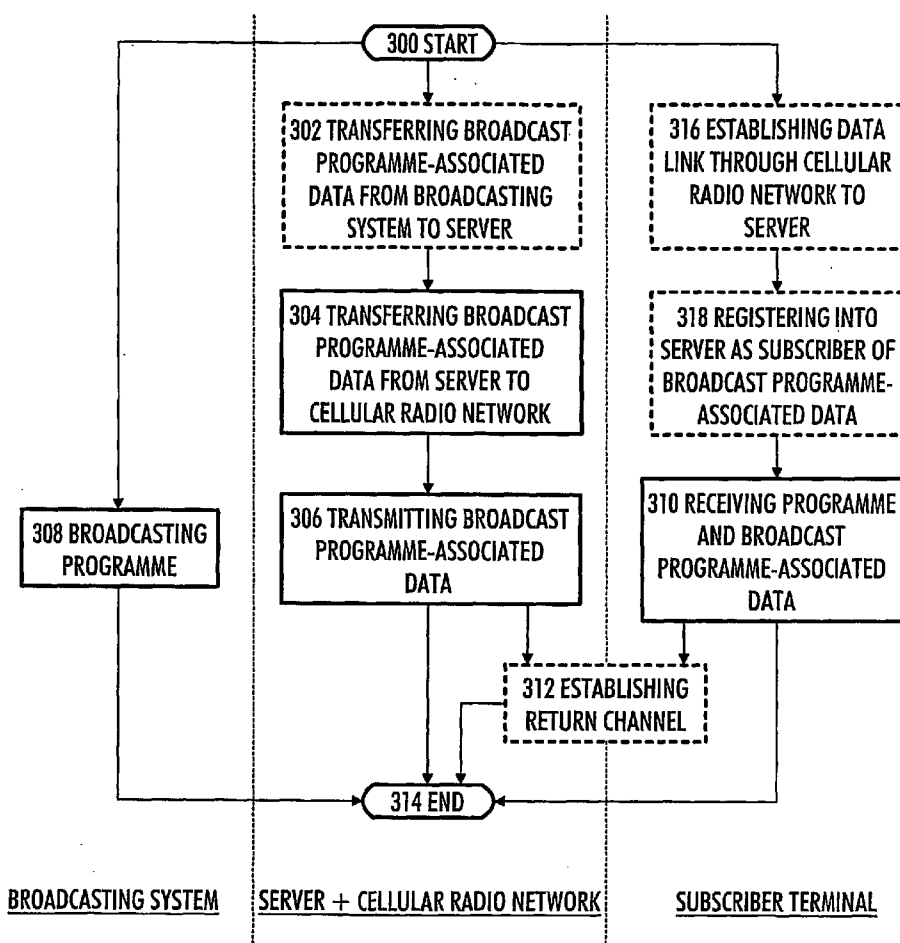 300 START
302 TRANSFERRING BROADCAST
PROGRAMME-ASSOCIATED
DATA FROM BROADCASTING
SYSTEM TO SERVER
316 ESTABLISHING DATA
LINK THROUGH CELLULAR
RADIO NETWORK TO
SERVER
304 TRANSFERRING BROADCAST
PROGRAMME-ASSOCIATED
DATA FROM SERVER TO
CELLULAR RADIO NETWORK
318 REGISTERING INTO
SERVER AS SUBSCRIBER OF
BROADCAST PROGRAMME-
ASSOCIATED DATA
308 BROADCASTING
PROGRAMME
306 TRANSMITTING BROADCAST
PROGRAMME-ASSOCIATED
DATA
310 RECEIVING PROGRAMME
AND BROADCAST
PROGRAMME-ASSOCIATED
DATA
312 ESTABLISHING
RETURN CHANNEL
314 END
BROADCASTING SYSTEM
SERVER + CELLULAR RADIO NETWORK
SUBSCRIBER TERMINAL